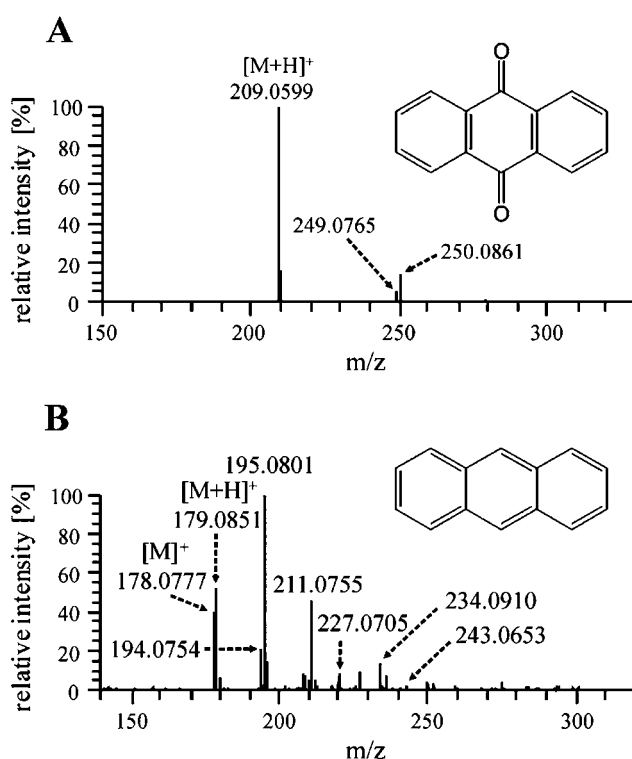 A
[M+H]+
209.0599
O
O
249.0765
250.0861
relative intensity [%]
100
80
60
40
20
0
150
200
250
300
m/z
B
195.0801
[M+H]+
179.0851
[M]+
178.0777
211.0755
227.0705
234.0910
243.0653
194.0754
relative intensity [%]
100
80
60
40
20
0
150
200
250
300
m/z